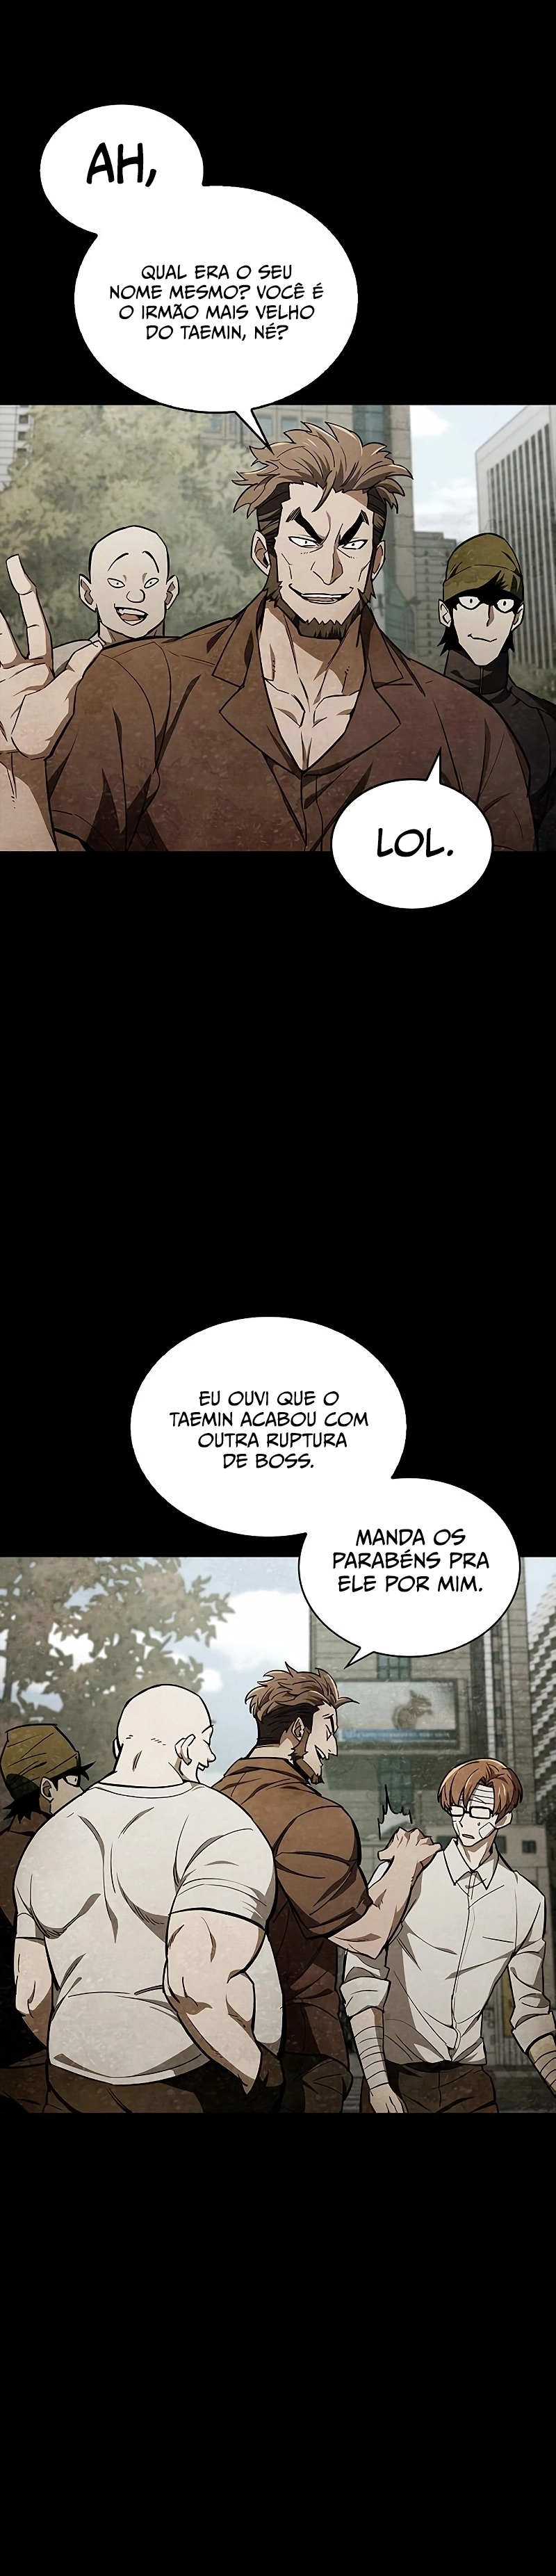 AH,
QUAL ERA O SEU
NOME MESMO? VOCÊ É
O IRMÃO MAIS VELHO
DO TAEMIN, NÉ?
LOL.
EU OUVI QUE O
TAEMIN ACABOU COM
OUTRA RUPTURA
DE BOSS.
MANDA OS
PARABÉNS PRA
ELE POR MIM.